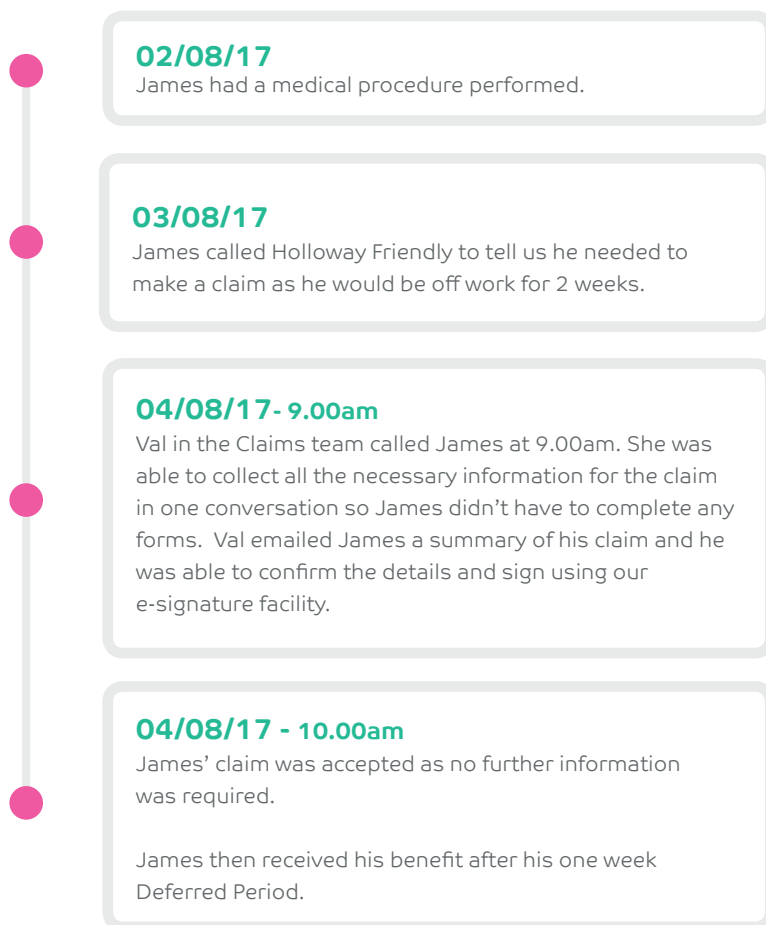 02/08/17
James had a medical procedure performed.
03/08/17
James called Holloway Friendly to tell us he needed to
make a claim as he would be off work for 2 weeks.
04/08/17- 9.00am
Val in the Claims team called James at 9.00am. She was
able to collect all the necessary information for the claim
in one conversation so James didn’t have to complete any
forms.  Val emailed James a summary of his claim and he
was able to confirm the details and sign using our
e-signature facility.
04/08/17 - 10.00am
James’ claim was accepted as no further information
was required.
James then received his benefit after his one week
Deferred Period.